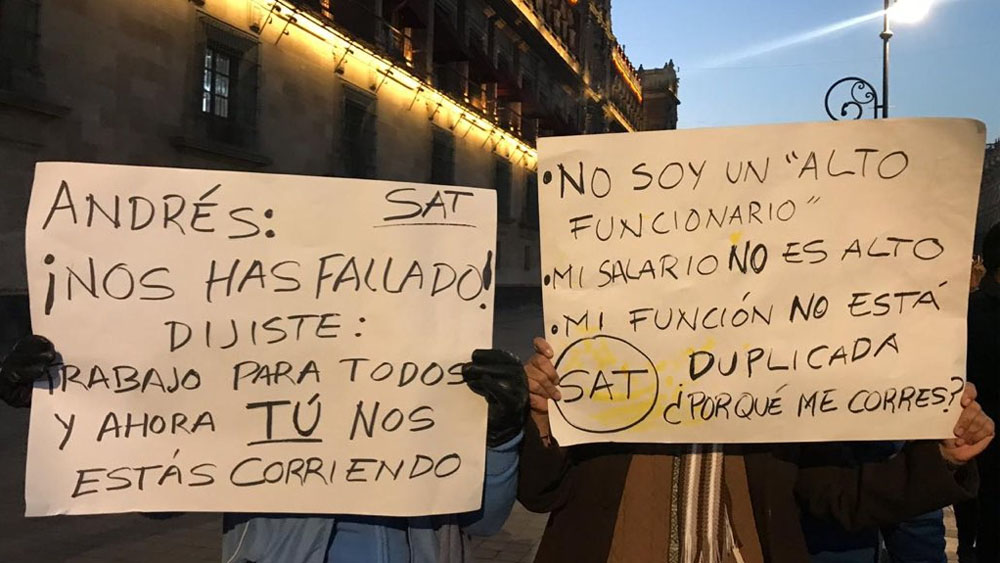 ANDRÉS: SAT
¡NOS HAS FALLADO!
DIJISTE:
TRABAJO PARA TODOS
Y AHORA TÚ NOS
ESTÁS CORRIENDO
•NO SOY UN "ALTO
FUNCIONARIO"
•MI SALARIO NO ES ALTO
•MI FUNCIÓN NO ESTÁ
DUPLICADA
SAT ¿PORQUÉ ME CORRES?